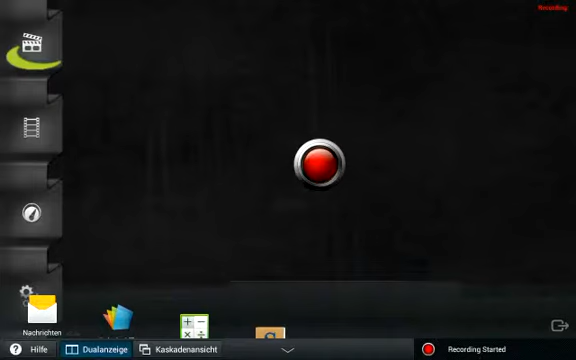 Recording
Nachrichten
Hilfe
Dualanzeige
Kaskadenansicht
Recording Started